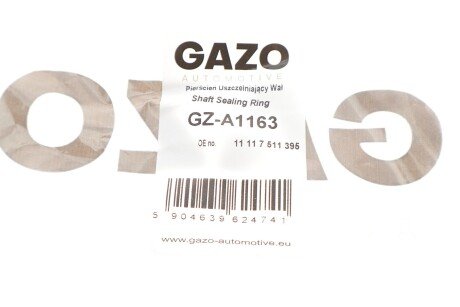 GAZO
AUTOMOTIVE
Pierścień Uszczelniający Wał
Shaft Sealing Ring
GZ-A1163
OE no. 11 11 7 511 395
5 904639 624741
www.gazo-automotive.eu
GAZO